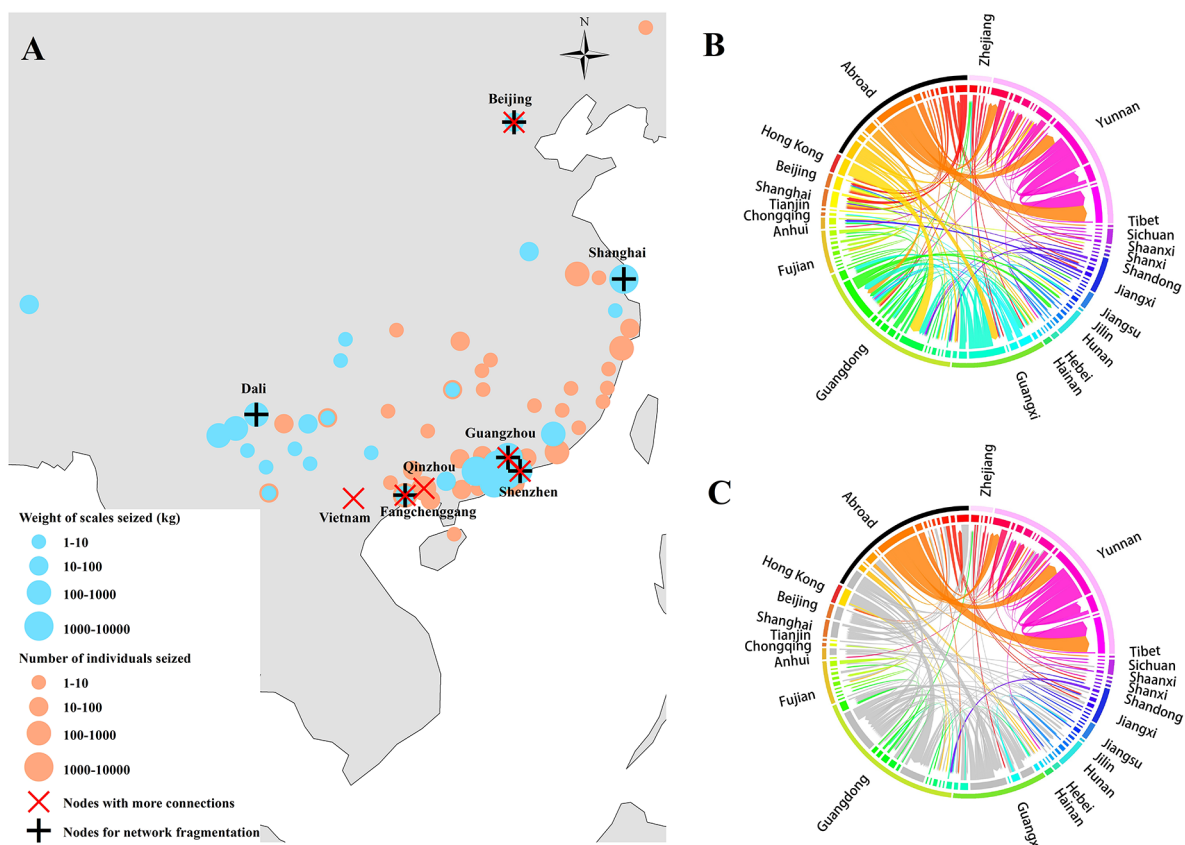 A
N
Beijing
Shanghai
Dali
Guangzhou
Qinzhou
Shenzhen
Vietnam
Fangchenggang
Weight of scales seized (kg)
1-10
10-100
100-1000
1000-10000
Number of individuals seized
1-10
10-100
100-1000
1000-10000
Nodes with more connections
Nodes for network fragmentation
B
Zhejiang
Abroad
Yunnan
Hong Kong
Beijing
Shanghai
Tianjin
Chongqing
Anhui
Fujian
Guangdong
Tibet
Sichuan
Shaanxi
Shanxi
Shandong
Jiangxi
Jiangsu
Jilin
Hunan
Hebei
Hainan
Guangxi
C
Zhejiang
Abroad
Yunnan
Hong Kong
Beijing
Shanghai
Tianjin
Chongqing
Anhui
Fujian
Guangdong
Tibet
Sichuan
Shaanxi
Shanxi
Shandong
Jiangxi
Jiangsu
Jilin
Hunan
Hebei
Hainan
Guangx